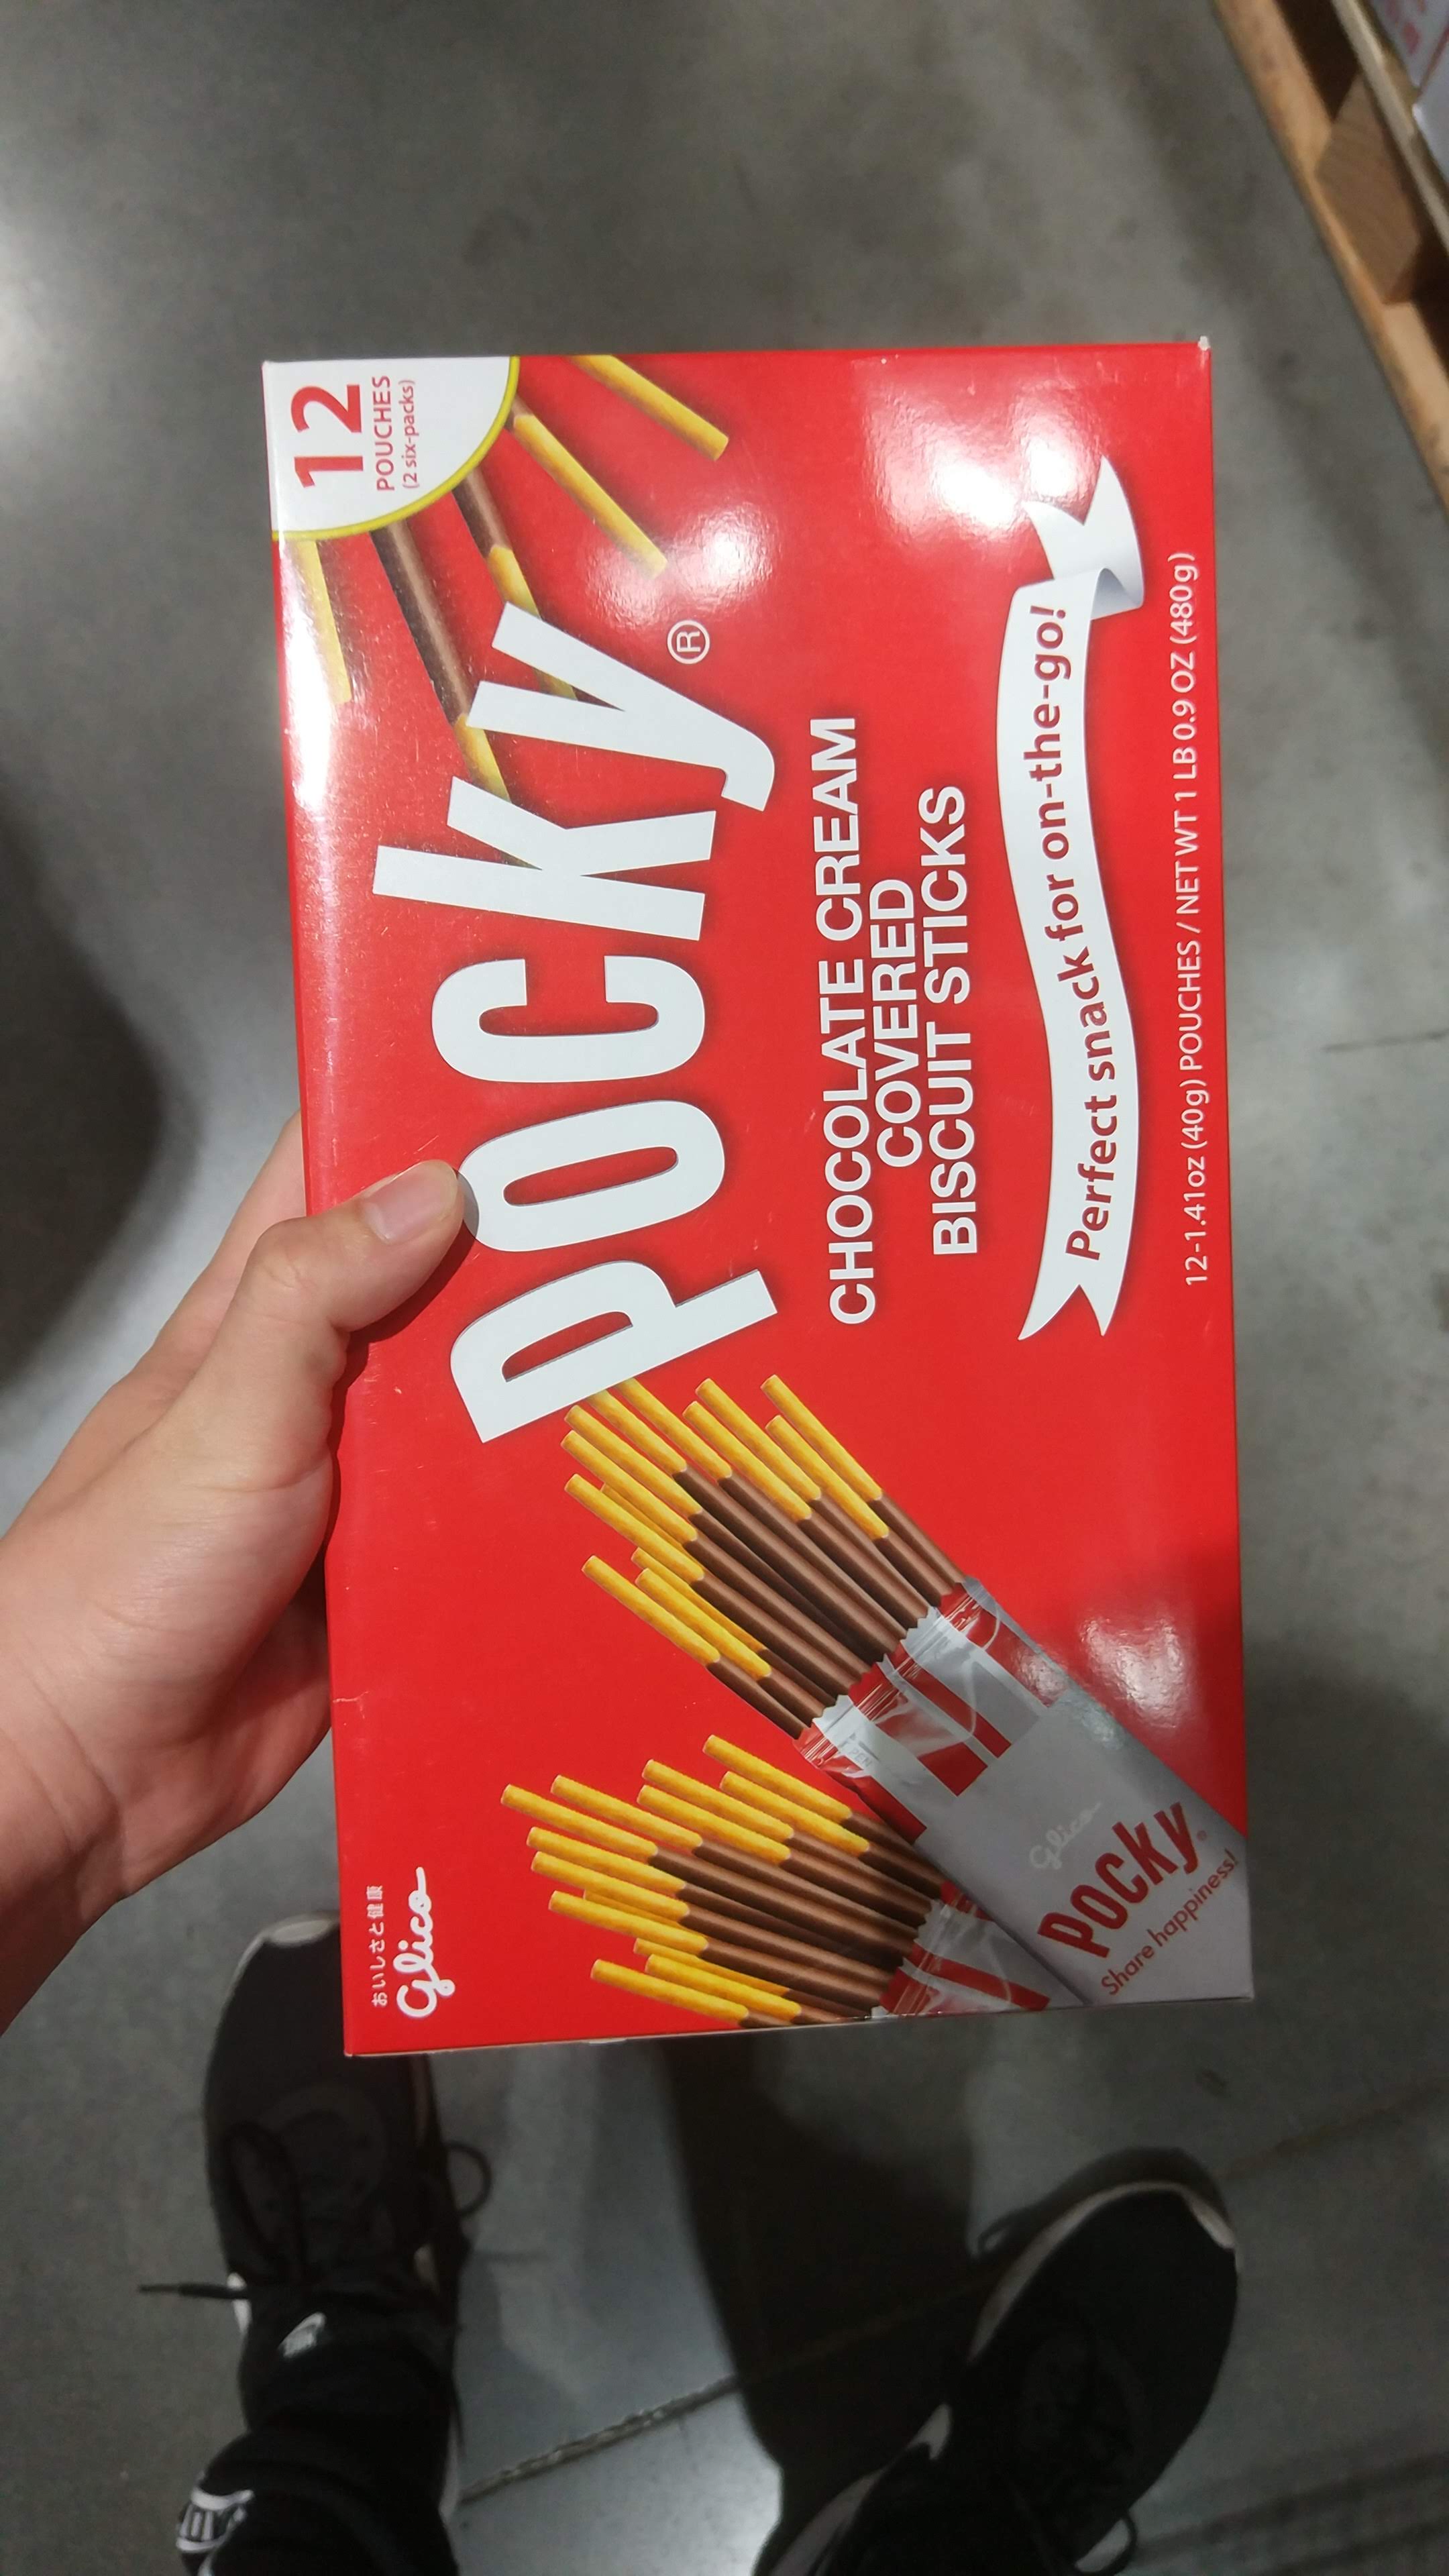 12
POUCHES
(2 six-packs)
Pocky®
CHOCOLATE CREAM
COVERED
BISCUIT STICKS
Perfect snack for on-the-go!
12-1.41oz (40g) POUCHES / NET WT 1 LB 0.9 OZ (480g)
おいしさと健康
Glico
Glico
Pocky®
Share happiness!